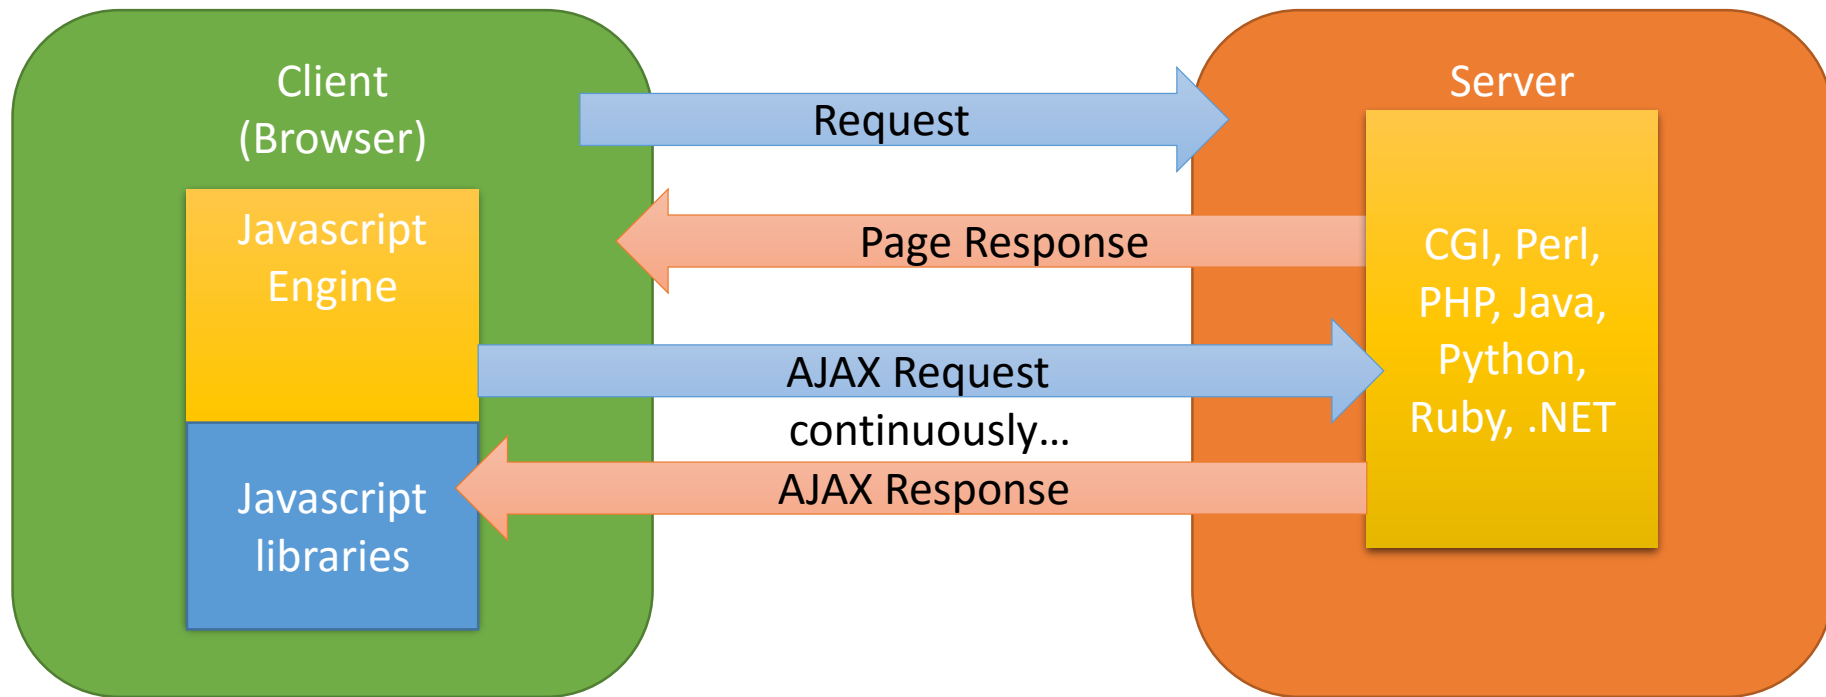 Client
(Browser)
Javascript
Engine
Javascript
libraries
Request
Page Response
AJAX Request
continuously...
AJAX Response
Server
CGI, Perl,
PHP, Java,
Python,
Ruby, .NET